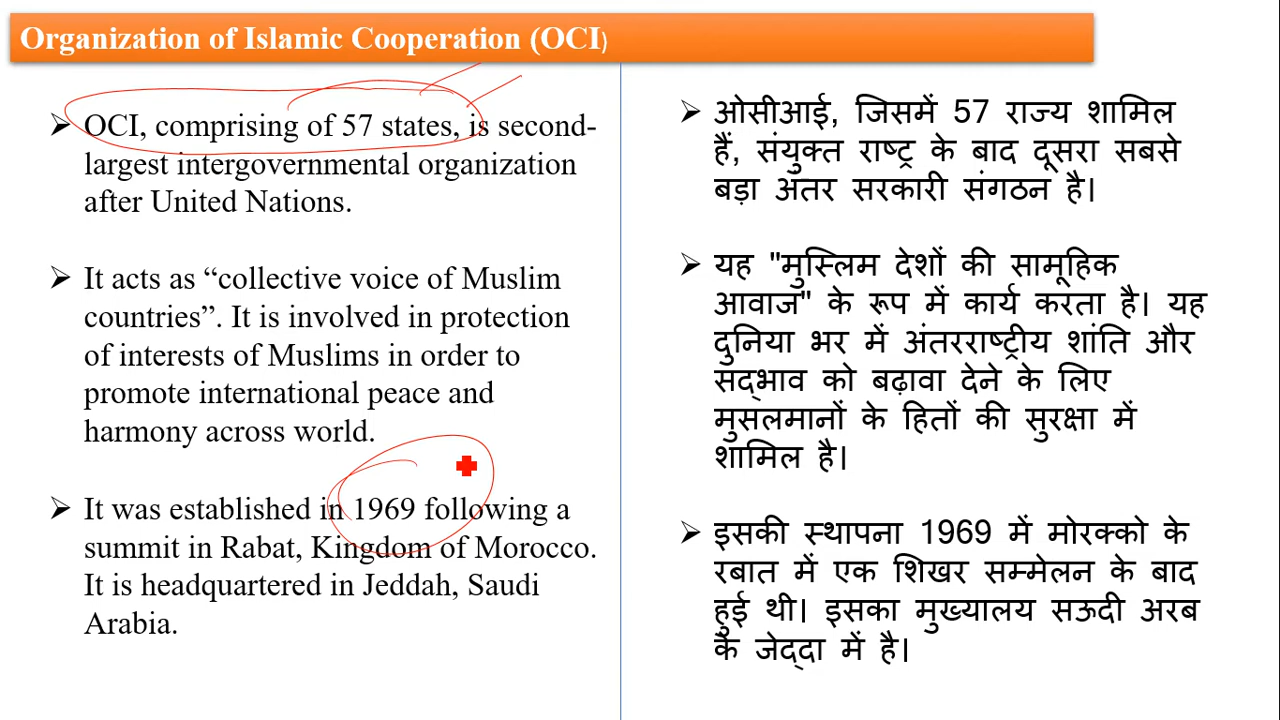 Organization of Islamic Cooperation (OCI)
OCI, comprising of 57 states, is second-
largest intergovernmental organization
after United Nations.
It acts as “collective voice of Muslim
countries”. It is involved in protection
of interests of Muslims in order to
promote international peace and
harmony across world.
It was established in 1969 following a
summit in Rabat, Kingdom of Morocco.
It is headquartered in Jeddah, Saudi
Arabia.
ओसीआई, जिसमें 57 राज्य शामिल
हैं, संयुक्त राष्ट्र के बाद दूसरा सबसे
बड़ा अंतर सरकारी संगठन है।
यह "मुस्लिम देशों की सामूहिक
आवाज" के रूप में कार्य करता है। यह
दुनिया भर में अंतरराष्ट्रीय शांति और
सद्भाव को बढ़ावा देने के लिए
मुसलमानों के हितों की सुरक्षा में
शामिल है।
इसकी स्थापना 1969 में मोरक्को के
रबात में एक शिखर सम्मेलन के बाद
हुई थी। इसका मुख्यालय सऊदी अरब
के जेद्दा में है।